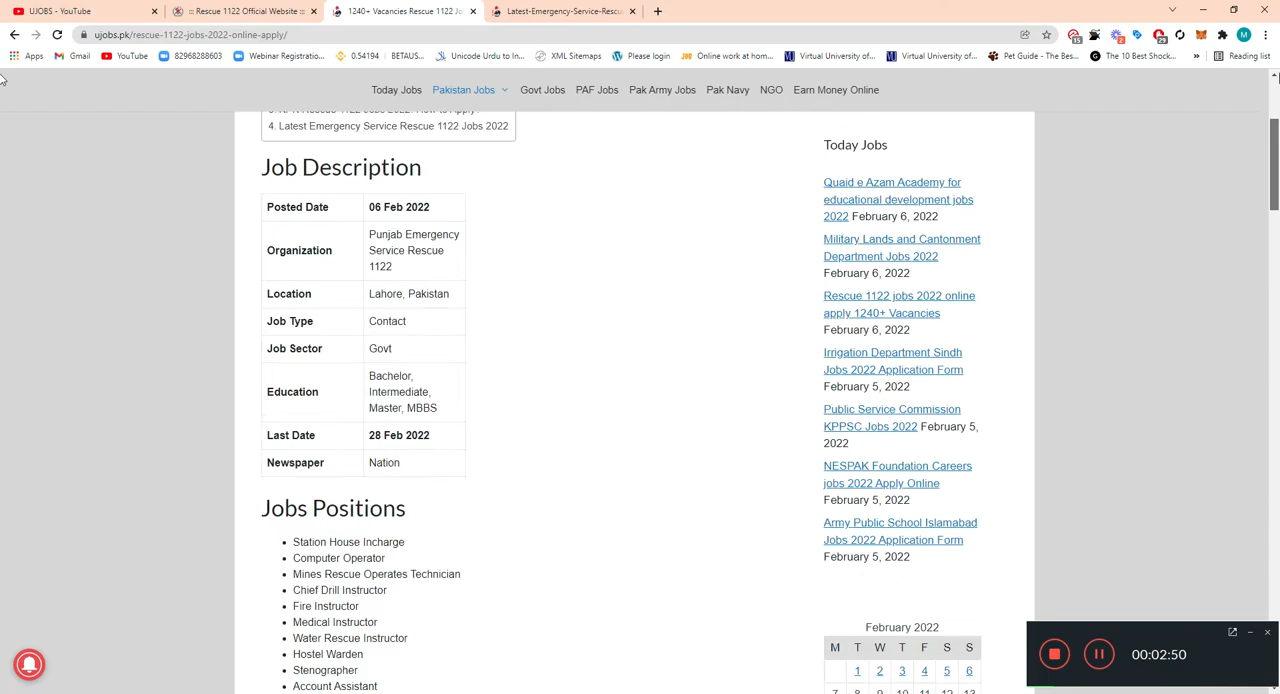 UJOBS - YouTube
::: Rescue 1122 Official Website :::
1240+ Vacancies Rescue 1122 Jo
Latest-Emergency-Service-Rescu
ujobs.pk/rescue-1122-jobs-2022-online-apply/
M
Apps
Gmail
YouTube
82968288603
Webinar Registratio...
0.54194 | BETAUS...
Unicode Urdu to In...
XML Sitemaps
Please login
Online work at hom...
Virtual University of...
Virtual University of...
Pet Guide - The Bes...
The 10 Best Shock...
»
Reading list
Today Jobs
Pakistan Jobs
Govt Jobs
PAF Jobs
Pak Army Jobs
Pak Navy
NGO
Earn Money Online
4. Latest Emergency Service Rescue 1122 Jobs 2022
Job Description
Posted Date 06 Feb 2022
Organization Punjab Emergency
Service Rescue
1122
Location Lahore, Pakistan
Job Type Contact
Job Sector Govt
Education Bachelor,
Intermediate,
Master, MBBS
Last Date 28 Feb 2022
Newspaper Nation
Jobs Positions
Station House Incharge
Computer Operator
Mines Rescue Operates Technician
Chief Drill Instructor
Fire Instructor
Medical Instructor
Water Rescue Instructor
Hostel Warden
Stenographer
Account Assistant
Today Jobs
Quaid e Azam Academy for
educational development jobs
2022 February 6, 2022
Military Lands and Cantonment
Department Jobs 2022
February 6, 2022
Rescue 1122 jobs 2022 online
apply 1240+ Vacancies
February 6, 2022
Irrigation Department Sindh
Jobs 2022 Application Form
February 5, 2022
Public Service Commission
KPPSC Jobs 2022 February 5,
2022
NESPAK Foundation Careers
jobs 2022 Apply Online
February 5, 2022
Army Public School Islamabad
Jobs 2022 Application Form
February 5, 2022
February 2022
M T W T F S S
1 2 3 4 5 6
00:02:50